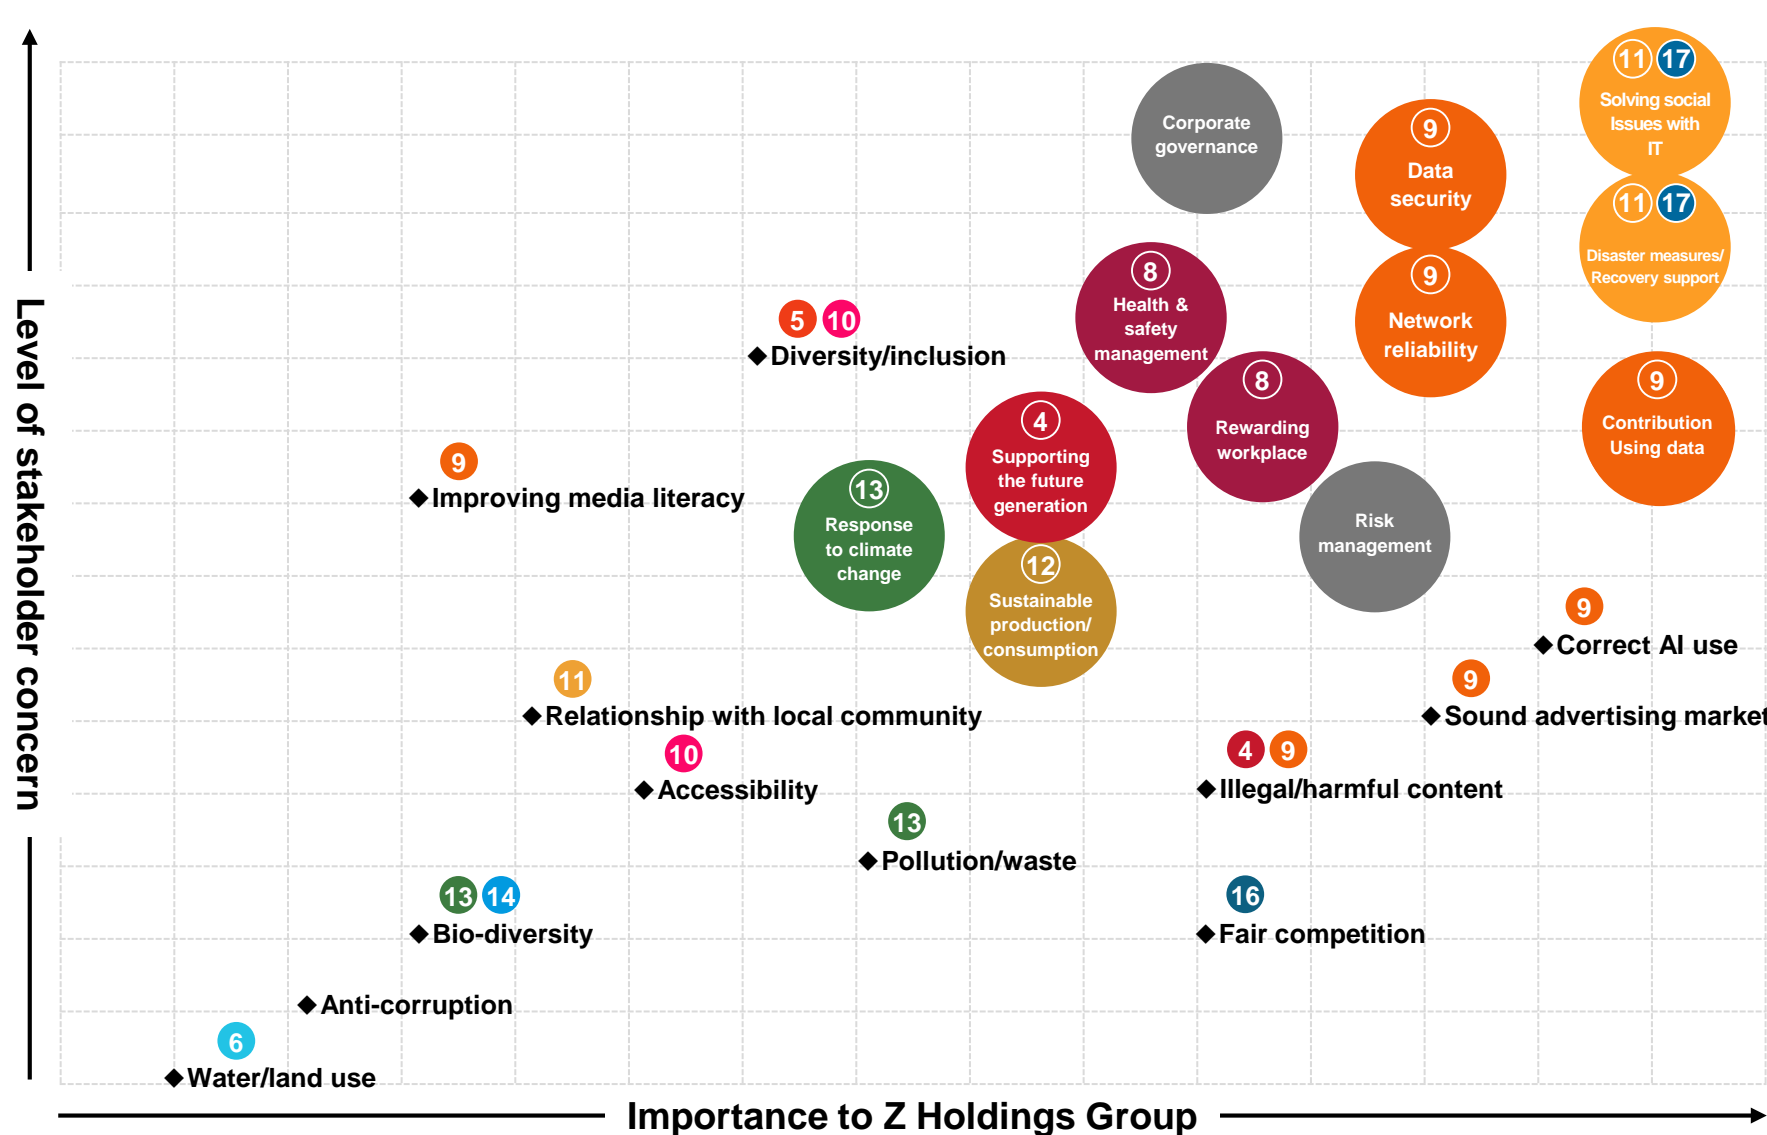 Level of stakeholder concern
11 17
Solving social
Issues with
IT
Corporate
governance
9
Data
security
11 17
Disaster measures/
Recovery support
8
Health &
safety
management
9
Network
reliability
5 10
◆Diversity/inclusion
8
Rewarding
workplace
9
Contribution
Using data
4
Supporting
the future
generation
9
◆Improving media literacy
13
Response
to climate
change
Risk
management
12
Sustainable
production/
consumption
9
◆Correct AI use
11
◆Relationship with local community
9
◆Sound advertising market
10
◆Accessibility
4 9
◆Illegal/harmful content
13
◆Pollution/waste
13 14
◆Bio-diversity
16
◆Fair competition
◆Anti-corruption
6
◆Water/land use
Importance to Z Holdings Group